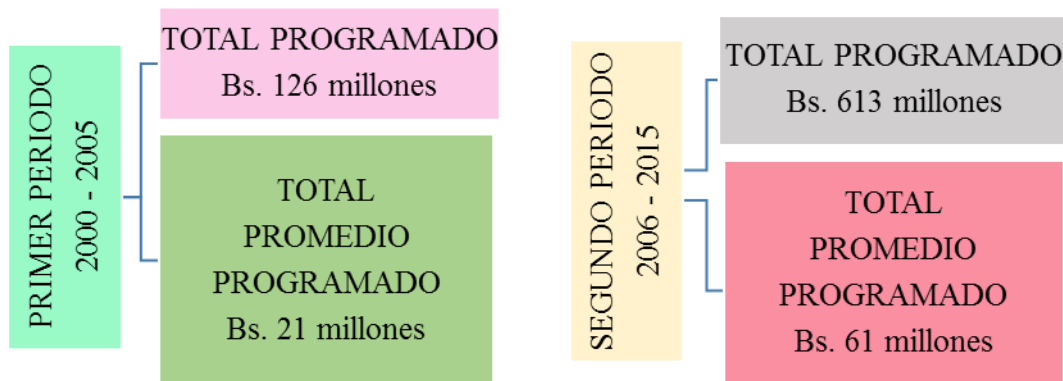 PRIMER PERIODO
2000 - 2005
TOTAL PROGRAMADO
Bs. 126 millones
TOTAL
PROMEDIO
PROGRAMADO
Bs. 21 millones
SEGUNDO PERIODO
2006 - 2015
TOTAL PROGRAMADO
Bs. 613 millones
TOTAL
PROMEDIO
PROGRAMADO
Bs. 61 millones